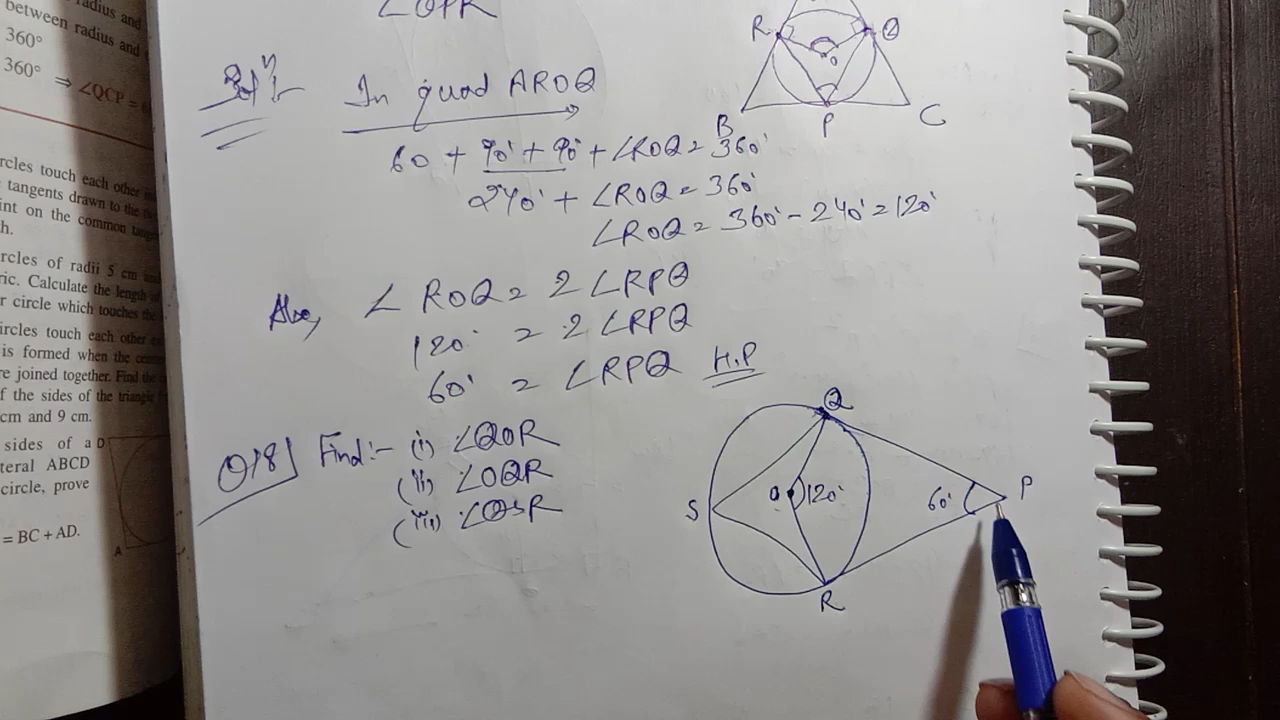 radius and
between radius and
360°
360° ⇒ ∠QCP =
rcles touch each other
tangents drawn to the
int on the common
h.
rcles of radii 5 cm
ric. Calculate the length
r circle which touches the
ircles touch each other
is formed when the
re joined together. Find the
f the sides of the triangle
cm and 9 cm.
sides of a
teral ABCD
circle, prove
= BC + AD.
D
A
∠QPR
R Q
O
B P C
Sol^n:-
In quad AROQ
60 + 90° + 90° + ∠ROQ = 360°
240° + ∠ROQ = 360°
∠ROQ = 360° - 240° = 120°
Also, ∠ROQ = 2∠RPQ
120° = 2∠RPQ
60° = ∠RPQ H.P
Q18] Find:- (i) ∠QOR
(ii) ∠OQR
(iii) ∠QSR
Q
S O 120° 60° P
R